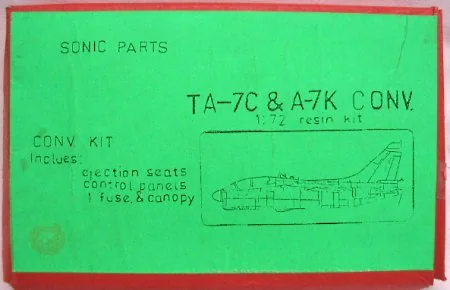 SONIC PARTS
TA-7C & A-7K CONV.
1:72 resin kit
CONV KIT
Inclues:
ejection seats
control panels
1 fuse. & canopy